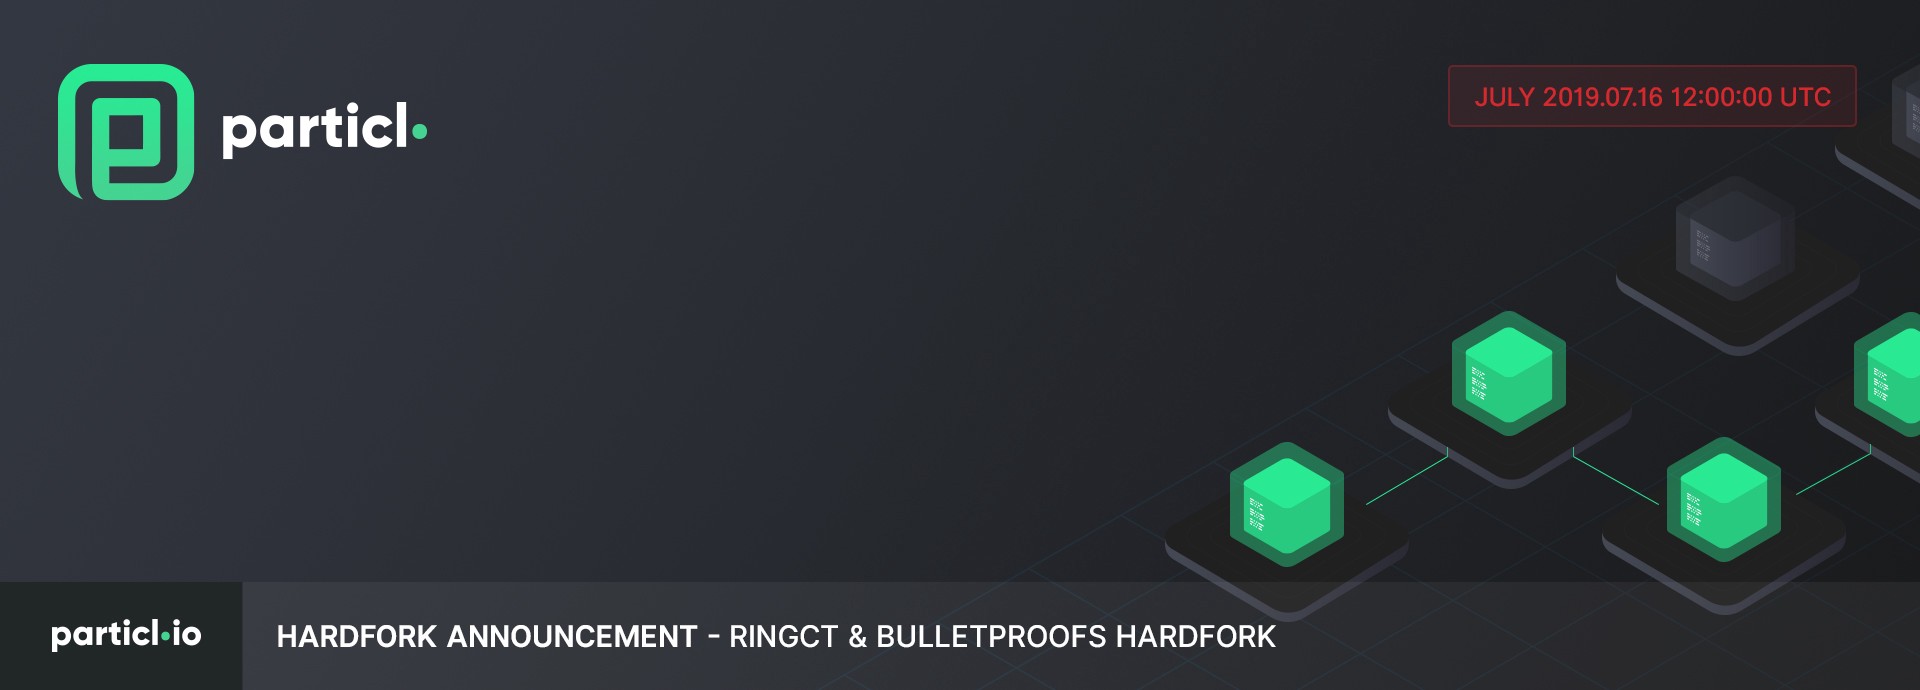 particl
JULY 2019.07.16 12:00:00 UTC
particl.io
HARDFORK ANNOUNCEMENT - RINGCT & BULLETPROOFS HARDFORK